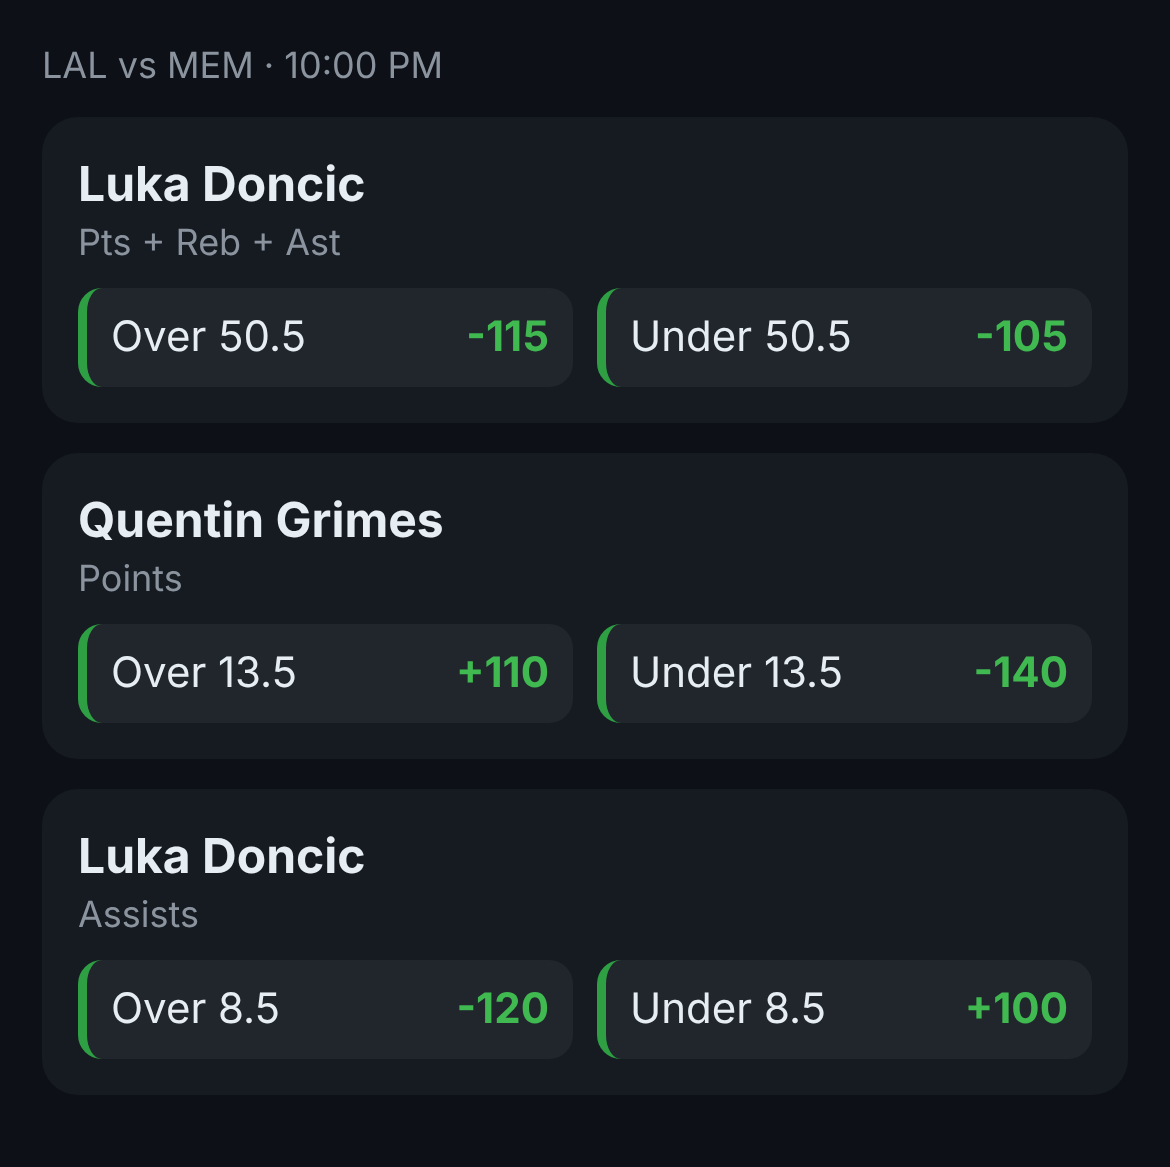 LAL vs MEM · 10:00 PM
Luka Doncic
Pts + Reb + Ast
Over 50.5 -115 Under 50.5 -105
Quentin Grimes
Points
Over 13.5 +110 Under 13.5 -140
Luka Doncic
Assists
Over 8.5 -120 Under 8.5 +100